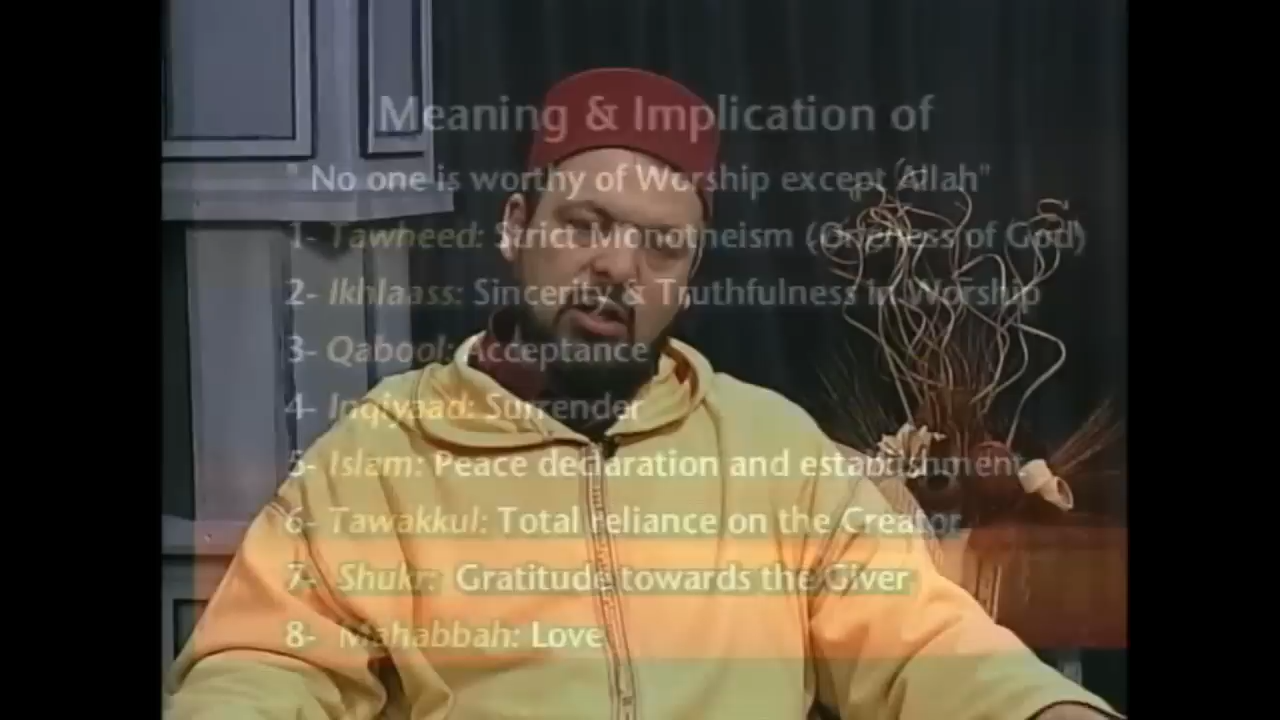 Meaning & Implication of
" No one is worthy of Worship except Allah"
1- Tawheed: Strict Monotheism (Oneness of God)
2- Ikhlaass: Sincerity & Truthfulness in Worship
3- Qabool: Acceptance
4- Inqiyaad: Surrender
5- Islam: Peace declaration and establishment
6- Tawakkul: Total reliance on the Creator
7- Shukr: Gratitude towards the Giver
8- Mahabbah: Love